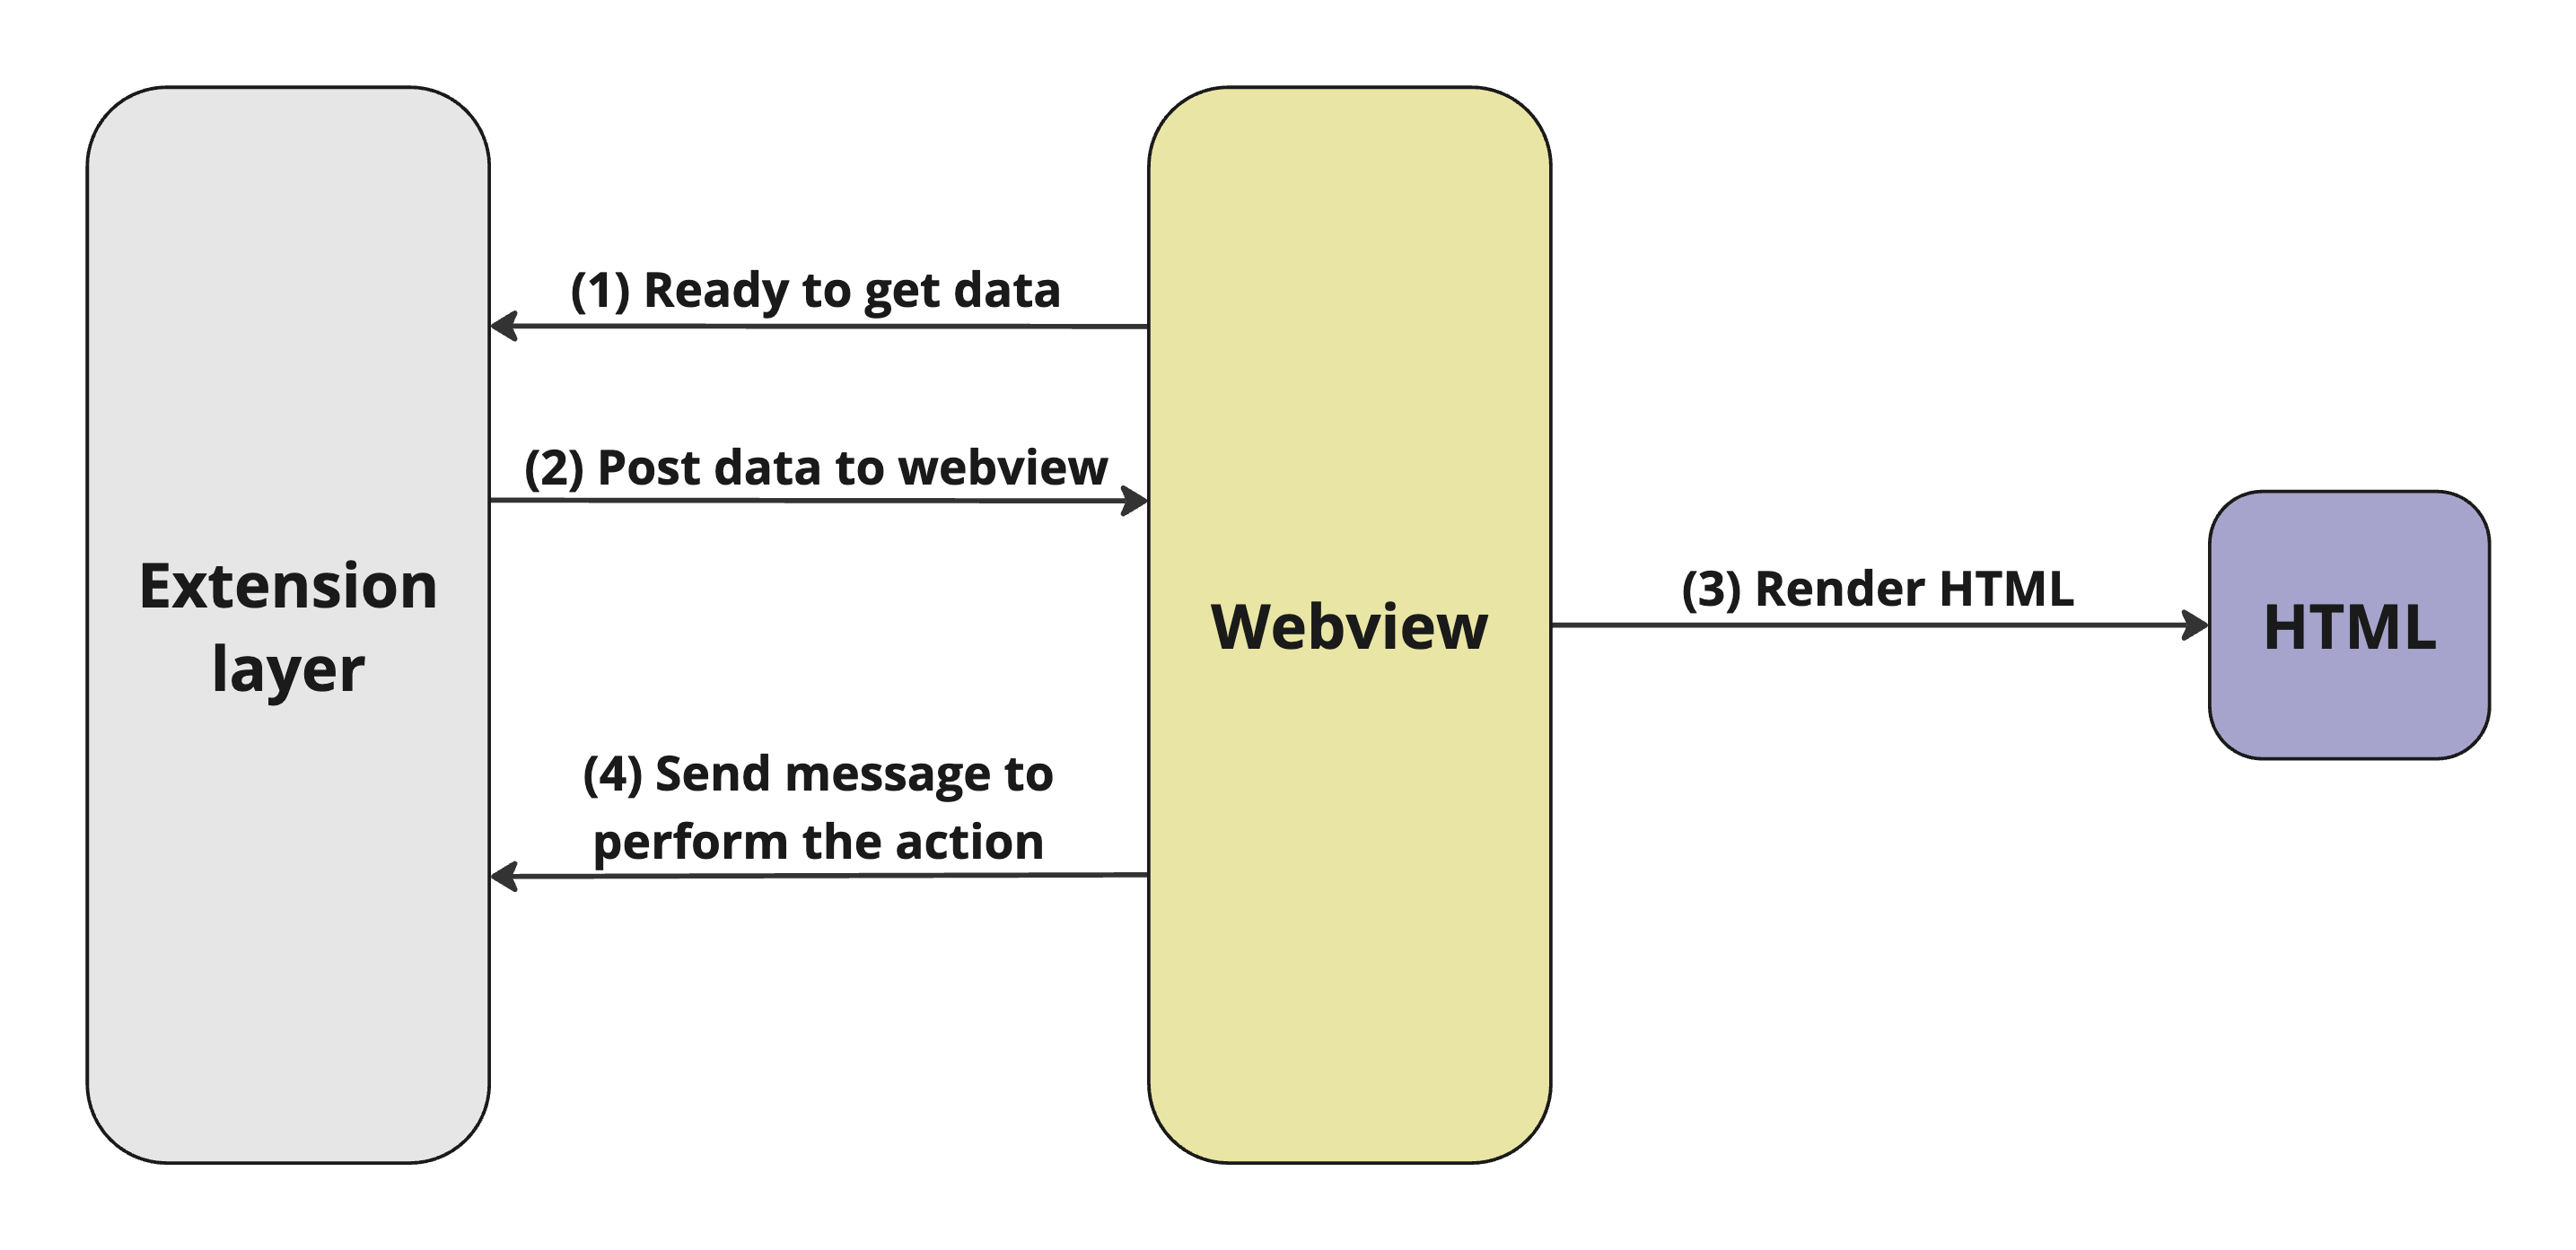 (1) Ready to get data
(2) Post data to webview
Extension
layer
Webview
(3) Render HTML
HTML
(4) Send message to
perform the action